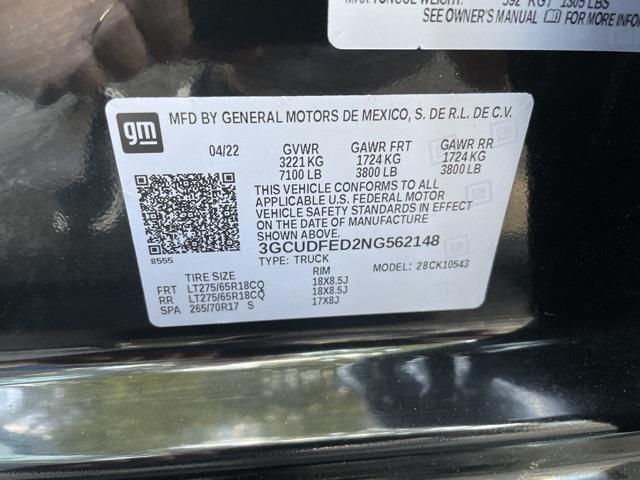 592 KG / 1305 LBS
SEE OWNER'S MANUAL FOR MORE
gm
MFD BY GENERAL MOTORS DE MEXICO, S. DE R.L. DE C.V.
04/22 GVWR GAWR FRT GAWR RR
3221 KG 1724 KG 1724 KG
7100 LB 3800 LB 3800 LB
THIS VEHICLE CONFORMS TO ALL
APPLICABLE U.S. FEDERAL MOTOR
VEHICLE SAFETY STANDARDS IN EFFECT
ON THE DATE OF MANUFACTURE
SHOWN ABOVE.
8555
3GCUDFED2NG562148
TYPE: TRUCK MODEL: 28CK10543
TIRE SIZE RIM
FRT LT275/65R18CQ 18X8.5J
RR LT275/65R18CQ 18X8.5J
SPA 265/70R17 S 17X8J